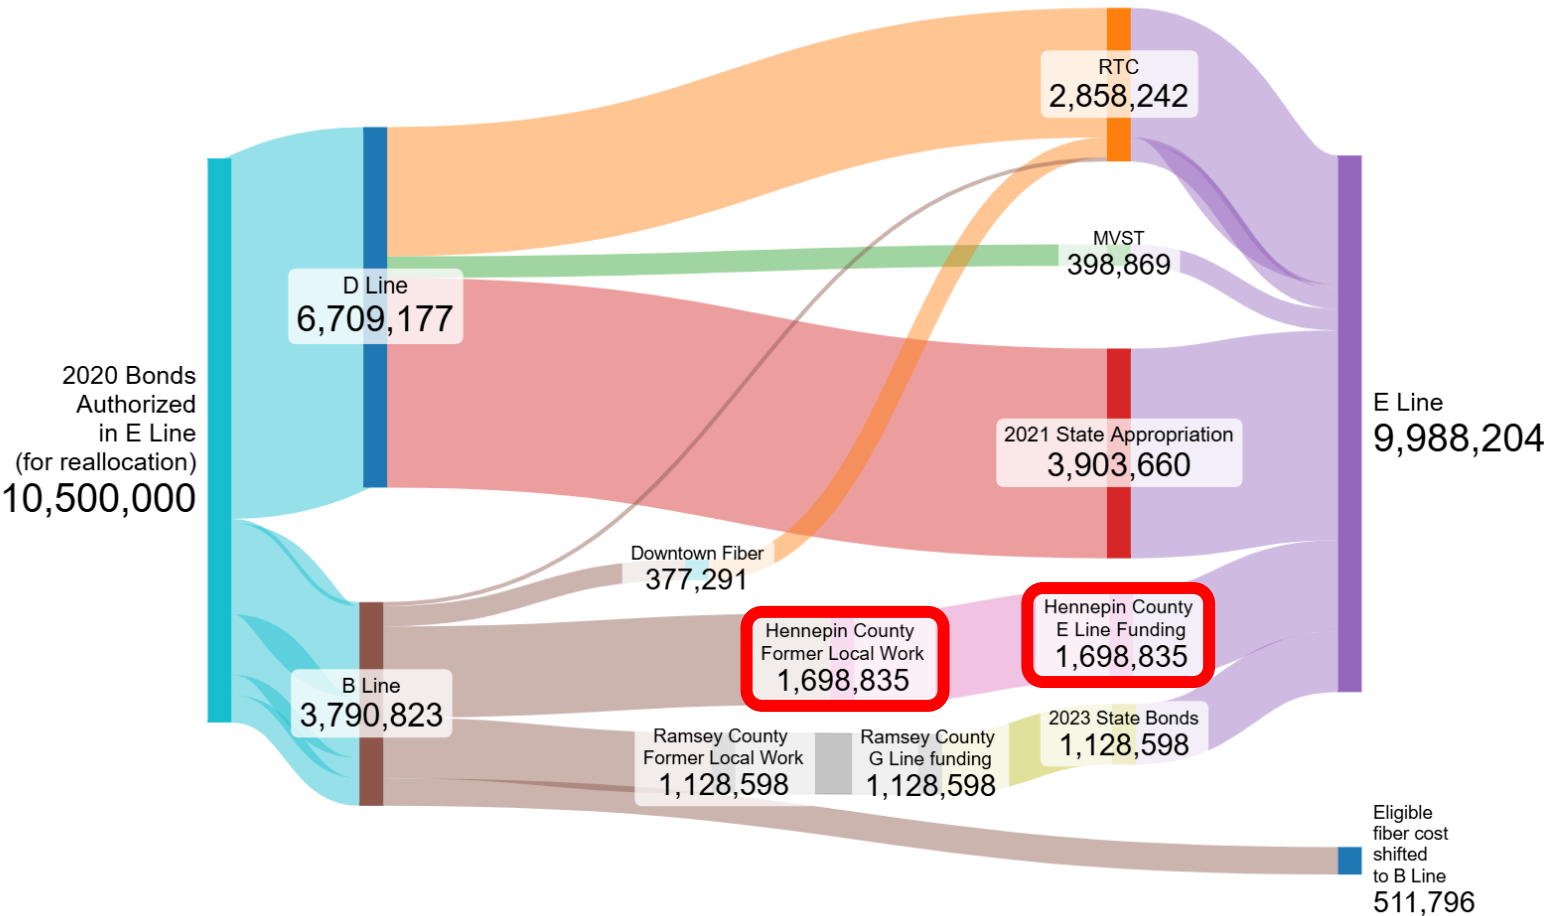 RTC
2,858,242
MVST
398,869
D Line
6,709,177
2020 Bonds
Authorized
in E Line
(for reallocation)
10,500,000
E Line
9,988,204
2021 State Appropriation
3,903,660
Downtown Fiber
377,291
Hennepin County
Former Local Work
1,698,835
Hennepin County
E Line Funding
1,698,835
B Line
3,790,823
Ramsey County
Former Local Work
1,128,598
Ramsey County
G Line funding
1,128,598
2023 State Bonds
1,128,598
Eligible
fiber cost
shifted
to B Line
511,796